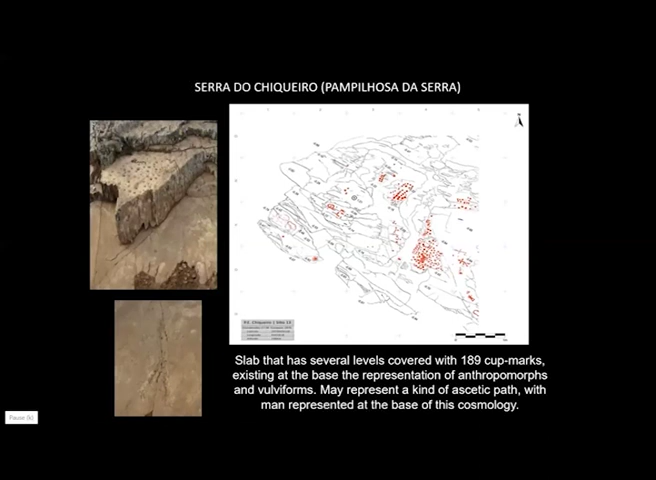 SERRA DO CHIQUEIRO (PAMPILHOSA DA SERRA)
Slab that has several levels covered with 189 cup-marks,
existing at the base the representation of anthropomorphs
and vulviforms. May represent a kind of ascetic path, with
man represented at the base of this cosmology.
Pause (k)